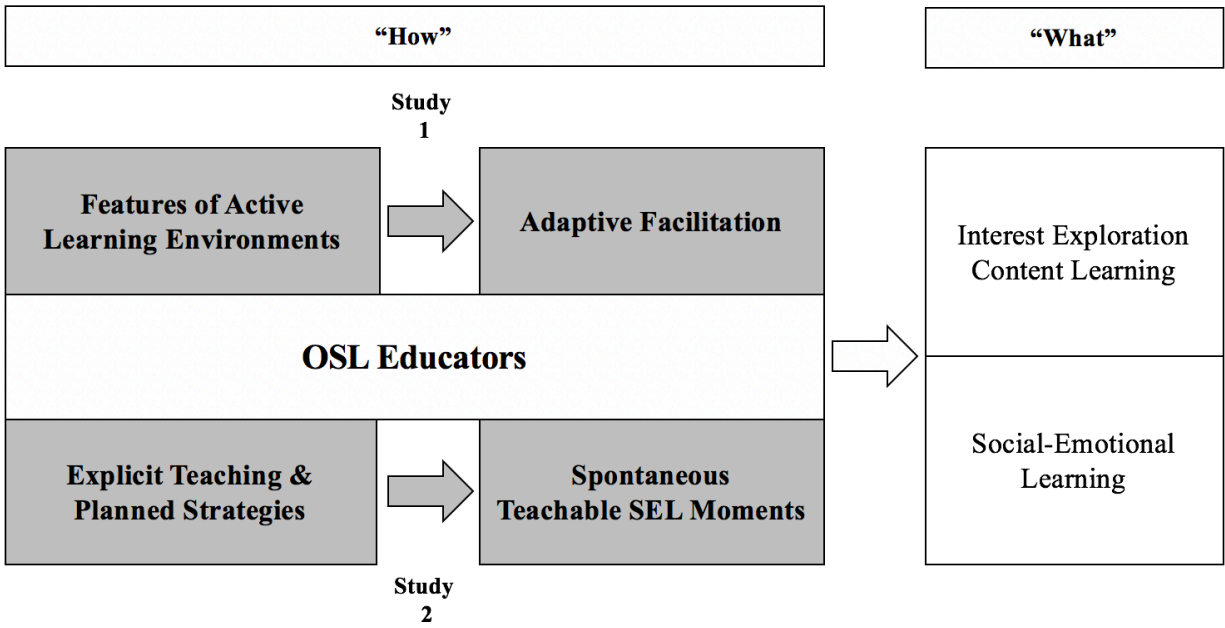 “How”
“What”
Study
1
Features of Active
Learning Environments
Adaptive Facilitation
Interest Exploration
Content Learning
OSL Educators
Social-Emotional
Learning
Explicit Teaching &
Planned Strategies
Spontaneous
Teachable SEL Moments
Study
2